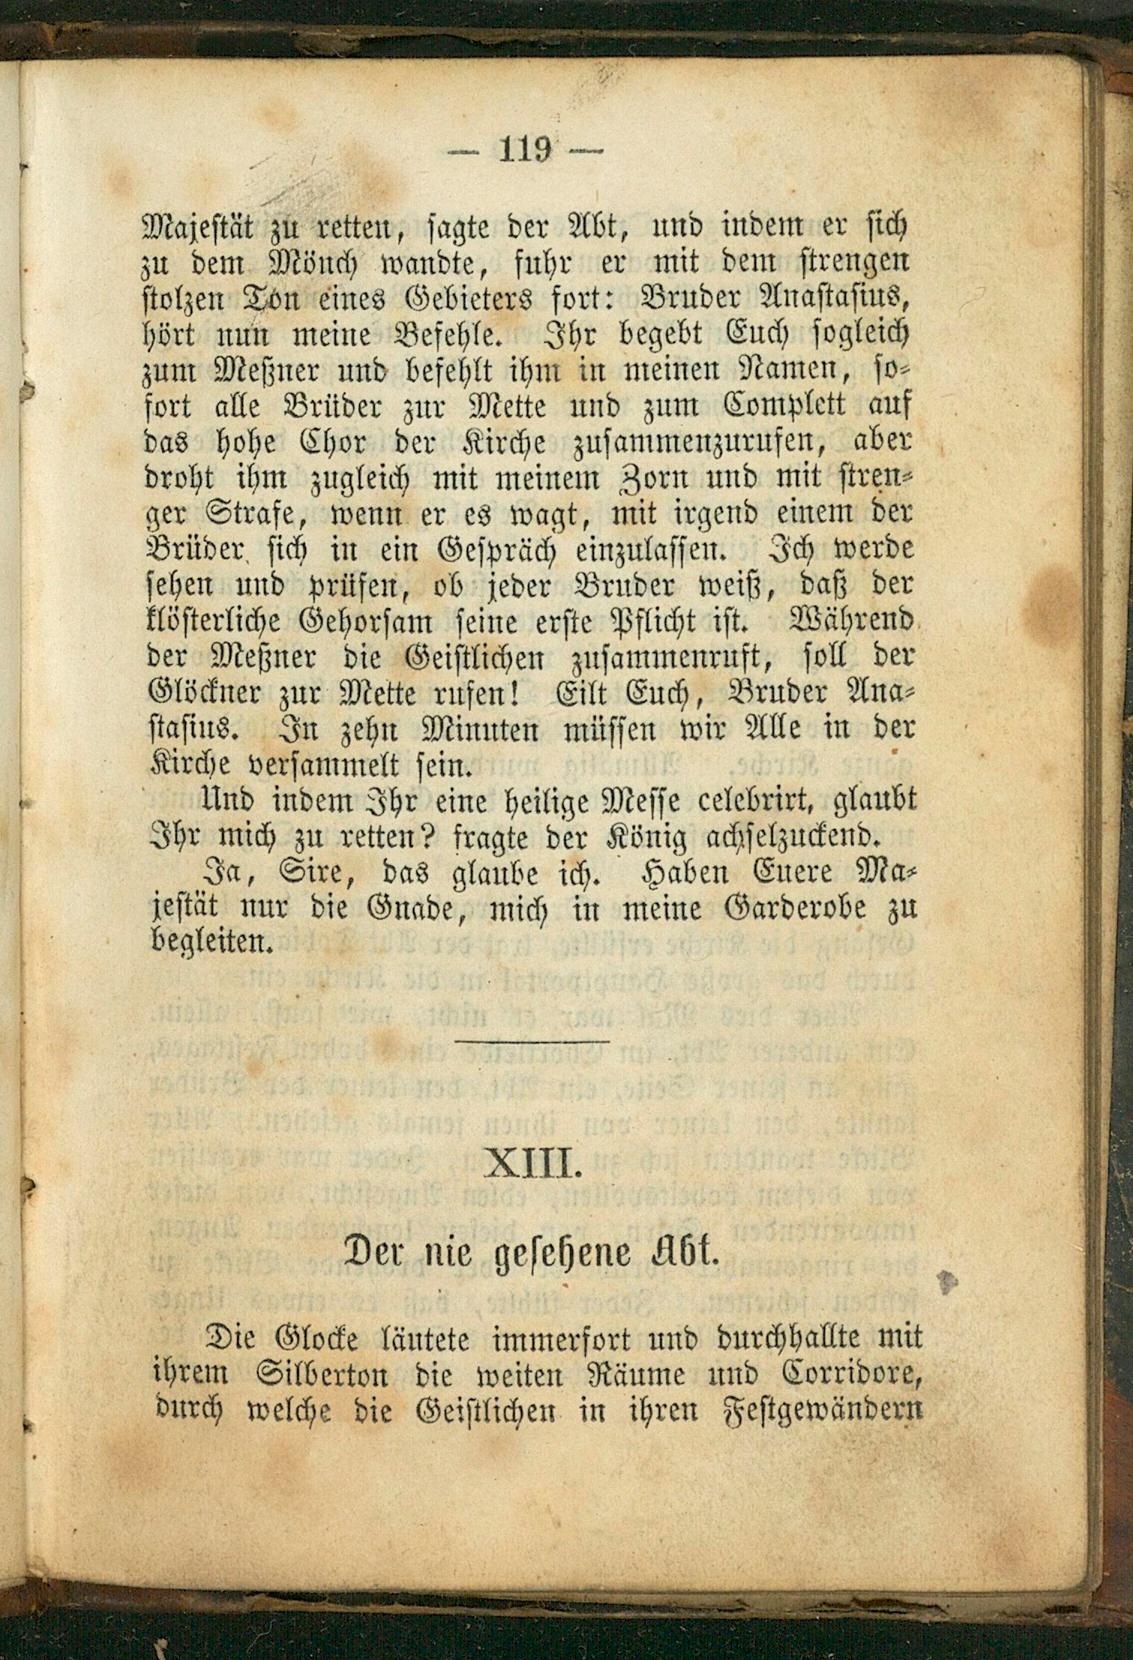 — 119 —
Majestät zu retten, sagte der Abt, und indem er sich
zu dem Mönch wandte, fuhr er mit dem strengen
stolzen Ton eines Gebieters fort: Bruder Anastasius,
hört nun meine Befehle. Ihr begebt Euch sogleich
zum Meßner und befehlt ihm in meinen Namen, so-
fort alle Brüder zur Mette und zum Complett auf
das hohe Chor der Kirche zusammenzurufen, aber
droht ihm zugleich mit meinem Zorn und mit stren-
ger Strafe, wenn er es wagt, mit irgend einem der
Brüder sich in ein Gespräch einzulassen. Ich werde
sehen und prüfen, ob jeder Bruder weiß, daß der
klösterliche Gehorsam seine erste Pflicht ist. Während
der Meßner die Geistlichen zusammenruft, soll der
Glöckner zur Mette rufen! Eilt Euch, Bruder Ana-
stasius. In zehn Minuten müssen wir Alle in der
Kirche versammelt sein.
Und indem Ihr eine heilige Messe celebrirt, glaubt
Ihr mich zu retten? fragte der König achselzuckend.
Ja, Sire, das glaube ich. Haben Euere Ma-
jestät nur die Gnade, mich in meine Garderobe zu
begleiten.
XIII.
Der nie gesehene Abt.
Die Glocke läutete immerfort und durchhallte mit
ihrem Silberton die weiten Räume und Corridore,
durch welche die Geistlichen in ihren Festgewändern